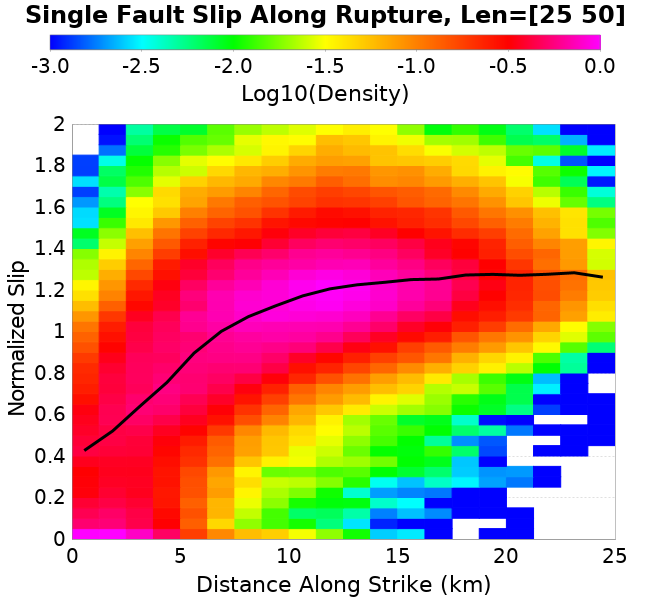 Single Fault Slip Along Rupture, Len=[25 50]
-3.0 -2.5 -2.0 -1.5 -1.0 -0.5 0.0
Log10(Density)
2
1.8
1.6
1.4
1.2
1
0.8
0.6
0.4
0.2
0
Normalized Slip
0 5 10 15 20 25
Distance Along Strike (km)